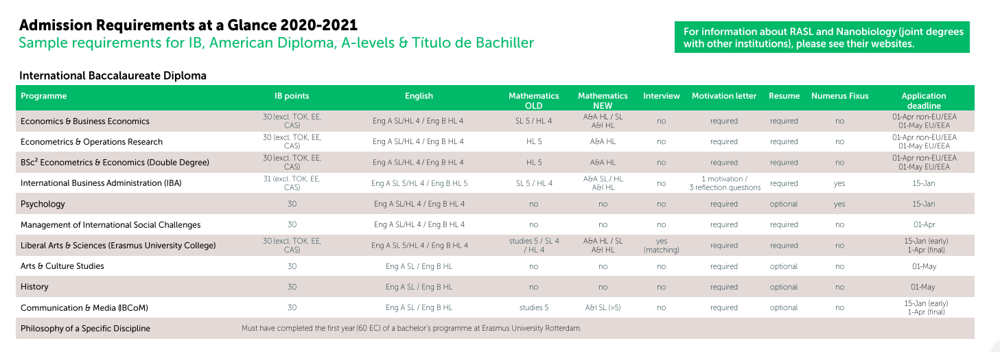 Admission Requirements at a Glance 2020-2021
Sample requirements for IB, American Diploma, A-levels & Título de Bachiller
For information about RASL and Nanobiology (joint degrees
with other institutions), please see their websites.
International Baccalaureate Diploma
Programme IB points English Mathematics OLD Mathematics NEW Interview Motivation letter Resume Numerus Fixus Application deadline
Economics & Business Economics 30 (excl. TOK, EE, CAS) Eng A SL/HL 4 / Eng B HL 4 SL 5 / HL 4 A&A HL / SL A&I HL no required required no 01-Apr non-EU/EEA 01-May EU/EEA
Econometrics & Operations Research 30 (excl. TOK, EE, CAS) Eng A SL/HL 4 / Eng B HL 4 HL 5 A&A HL no required required no 01-Apr non-EU/EEA 01-May EU/EEA
BSc² Econometrics & Economics (Double Degree) 30 (excl. TOK, EE, CAS) Eng A SL/HL 4 / Eng B HL 4 HL 5 A&A HL no required required no 01-Apr non-EU/EEA 01-May EU/EEA
International Business Administration (IBA) 31 (excl. TOK, EE, CAS) Eng A SL 5/HL 4 / Eng B HL 5 SL 5 / HL 4 A&A SL / HL A&I HL no 1 motivation / 3 reflection questions required yes 15-Jan
Psychology 30 Eng A SL/HL 4 / Eng B HL 4 no no no required optional yes 15-Jan
Management of International Social Challenges 30 Eng A SL/HL 4 / Eng B HL 4 no no no required required no 01-Apr
Liberal Arts & Sciences (Erasmus University College) 30 (excl. TOK, EE, CAS) Eng A SL 5/HL 4 / Eng B HL 4 studies 5 / SL 4 / HL 4 A&A HL / SL A&I HL yes (matching) required required no 15-Jan (early) 1-Apr (final)
Arts & Culture Studies 30 Eng A SL / Eng B HL no no no required optional no 01-May
History 30 Eng A SL / Eng B HL no no no required optional no 01-May
Communication & Media (IBCoM) 30 Eng A SL / Eng B HL studies 5 A&I SL (>5) no required optional no 15-Jan (early) 1-Apr (final)
Philosophy of a Specific Discipline Must have completed the first year (60 EC) of a bachelor's programme at Erasmus University Rotterdam.